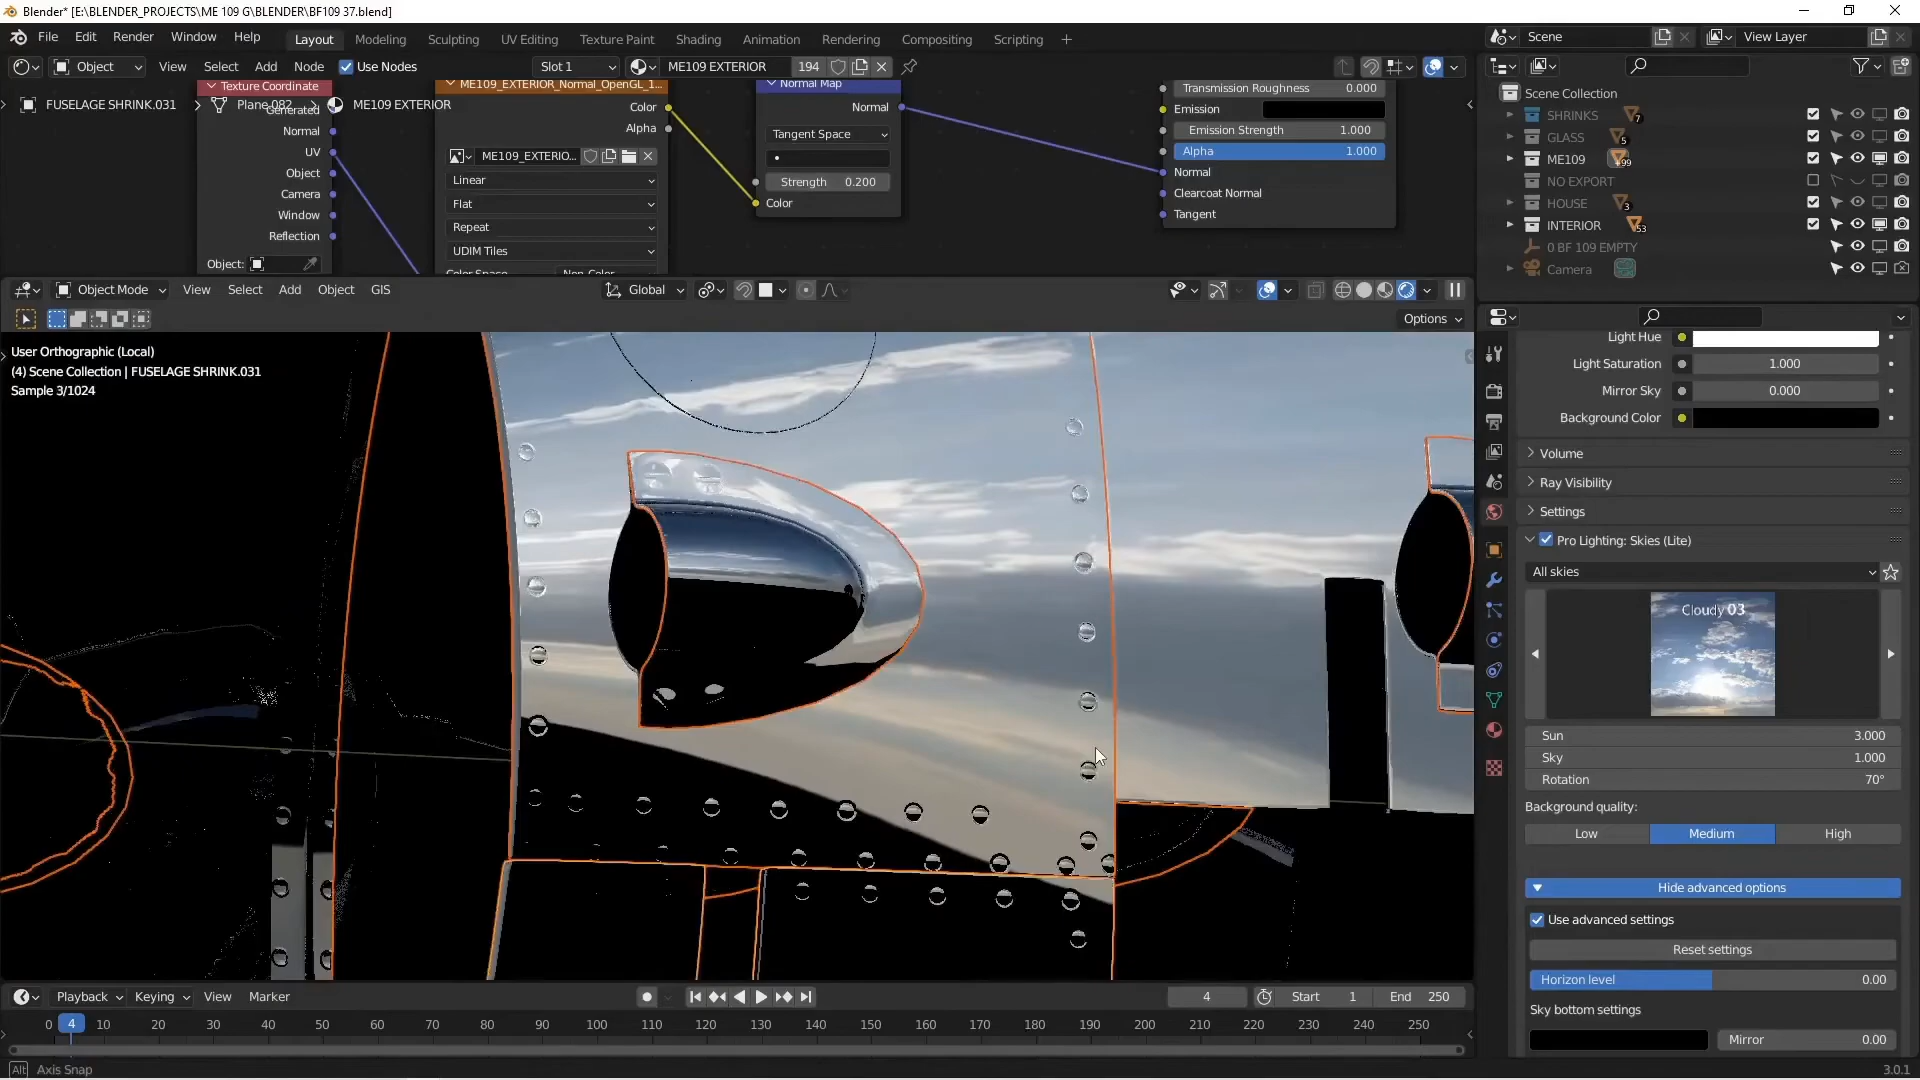 Blender* [E:\BLENDER_PROJECTS\ME 109 G\BLENDER\BF109 37.blend]
File Edit Render Window Help Layout Modeling Sculpting UV Editing Texture Paint Shading Animation Rendering Compositing Scripting Scene View Layer
Object View Select Add Node Use Nodes Slot 1 ME109 EXTERIOR 194
FUSELAGE SHRINK.031 Plane.082 ME109 EXTERIOR
Texture Coordinate
Generated
Normal
UV
Object
Camera
Window
Reflection
Object:
ME109_EXTERIOR_Normal_OpenGL_1...
Color
Alpha
ME109_EXTERIO...
Linear
Flat
Repeat
UDIM Tiles
Color Space Non-Color
Normal Map
Normal
Tangent Space
Strength 0.200
Color
Transmission Roughness 0.000
Emission
Emission Strength 1.000
Alpha 1.000
Normal
Clearcoat Normal
Tangent
Scene Collection
SHRINKS 7
GLASS 5
ME109 99
NO EXPORT
HOUSE 3
INTERIOR 53
0 BF 109 EMPTY
Camera
Object Mode View Select Add Object GIS Global
Options
User Orthographic (Local)
(4) Scene Collection | FUSELAGE SHRINK.031
Sample 3/1024
Light Hue
Light Saturation 1.000
Mirror Sky 0.000
Background Color
Volume
Ray Visibility
Settings
Pro Lighting: Skies (Lite)
All skies
Cloudy 03
Sun 3.000
Sky 1.000
Rotation 70°
Background quality:
Low Medium High
Hide advanced options
Use advanced settings
Reset settings
Horizon level 0.00
Sky bottom settings
Mirror 0.00
Playback Keying View Marker 4 Start 1 End 250
0 4 10 20 30 40 50 60 70 80 90 100 110 120 130 140 150 160 170 180 190 200 210 220 230 240 250
Alt Axis Snap 3.0.1